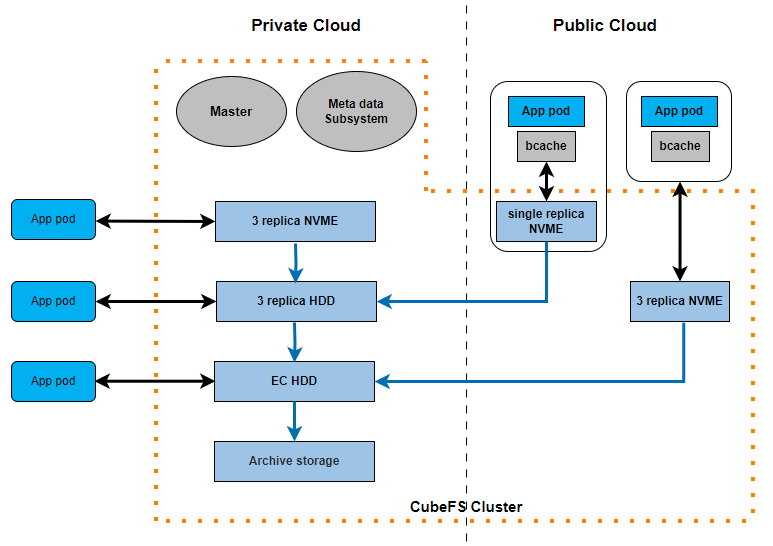 Private Cloud
Public Cloud
Master
Meta data
Subsystem
App pod
bcache
App pod
bcache
App pod
3 replica NVME
single replica
NVME
App pod
3 replica HDD
3 replica NVME
App pod
EC HDD
Archive storage
CubeFS Cluster